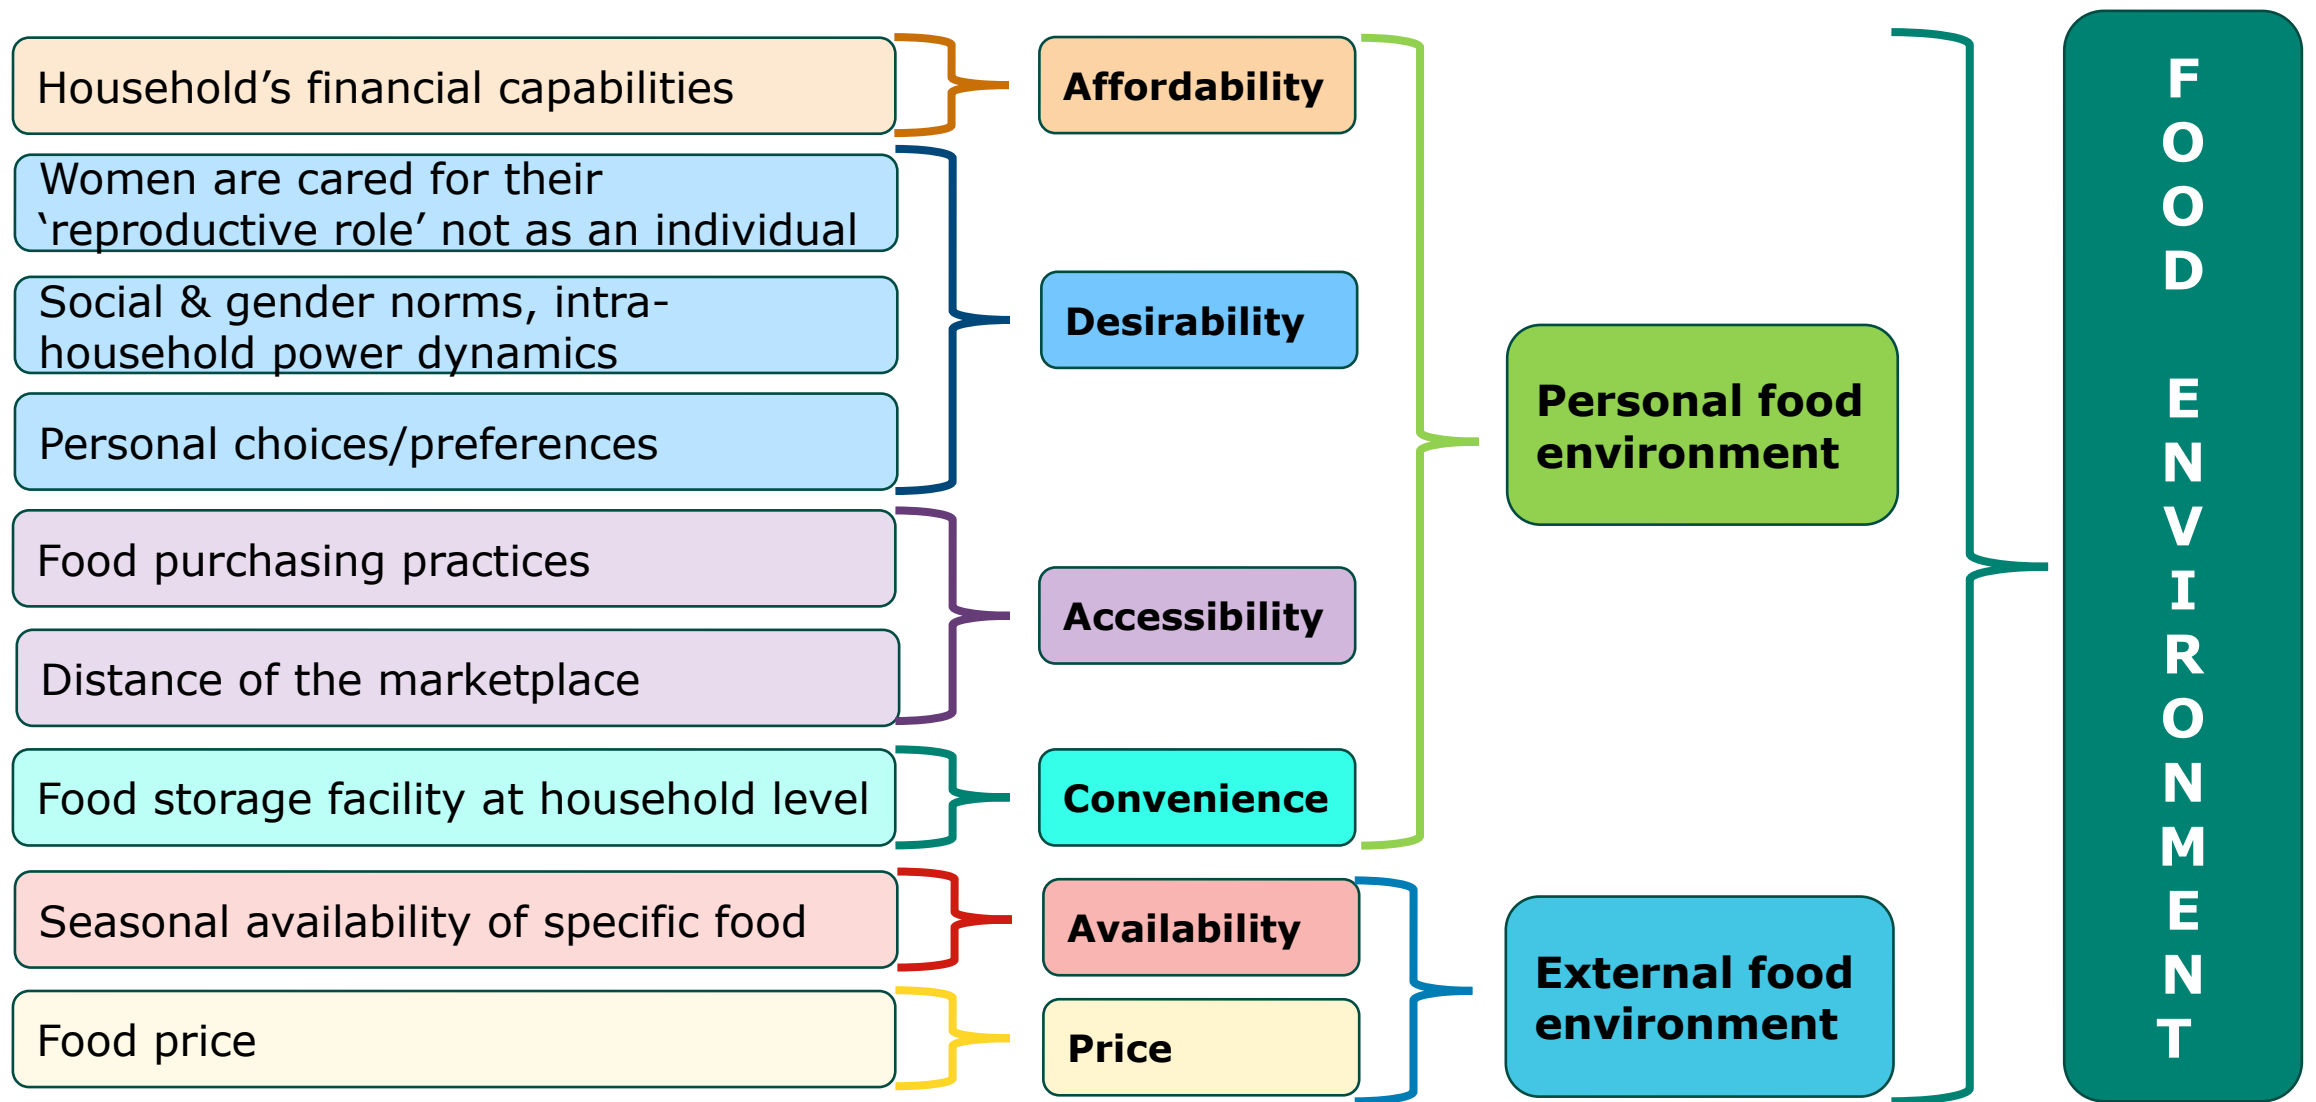 Household’s financial capabilities
Affordability
Women are cared for their
‘reproductive role’ not as an individual
Social & gender norms, intra-
household power dynamics
Desirability
Personal choices/preferences
Food purchasing practices
Distance of the marketplace
Accessibility
Food storage facility at household level
Convenience
Personal food
environment
Seasonal availability of specific food
Availability
Food price
Price
External food
environment
F
O
O
D
E
N
V
I
R
O
N
M
E
N
T